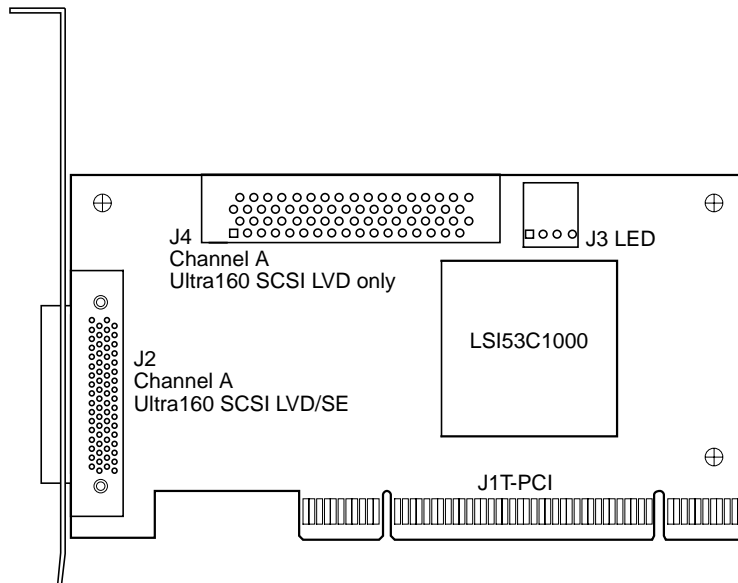 J3 LED
J4
Channel A
Ultra160 SCSI LVD only
LSI53C1000
J2
Channel A
Ultra160 SCSI LVD/SE
J1T-PCI